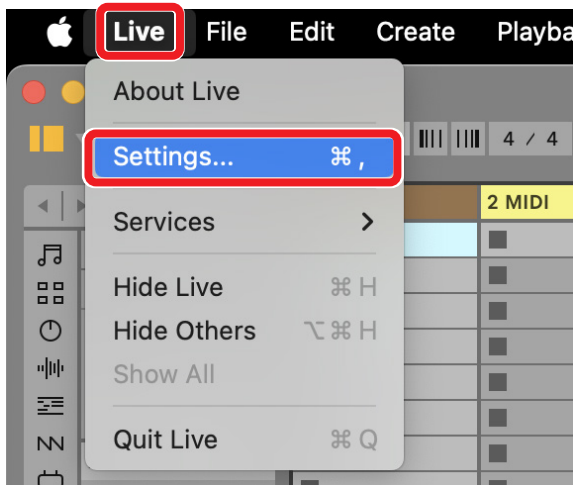 Live File Edit Create Playba
About Live
Settings... ⌘ ,
4 / 4
2 MIDI
Services
Hide Live ⌘ H
Hide Others ⌥ ⌘ H
Show All
Quit Live ⌘ Q